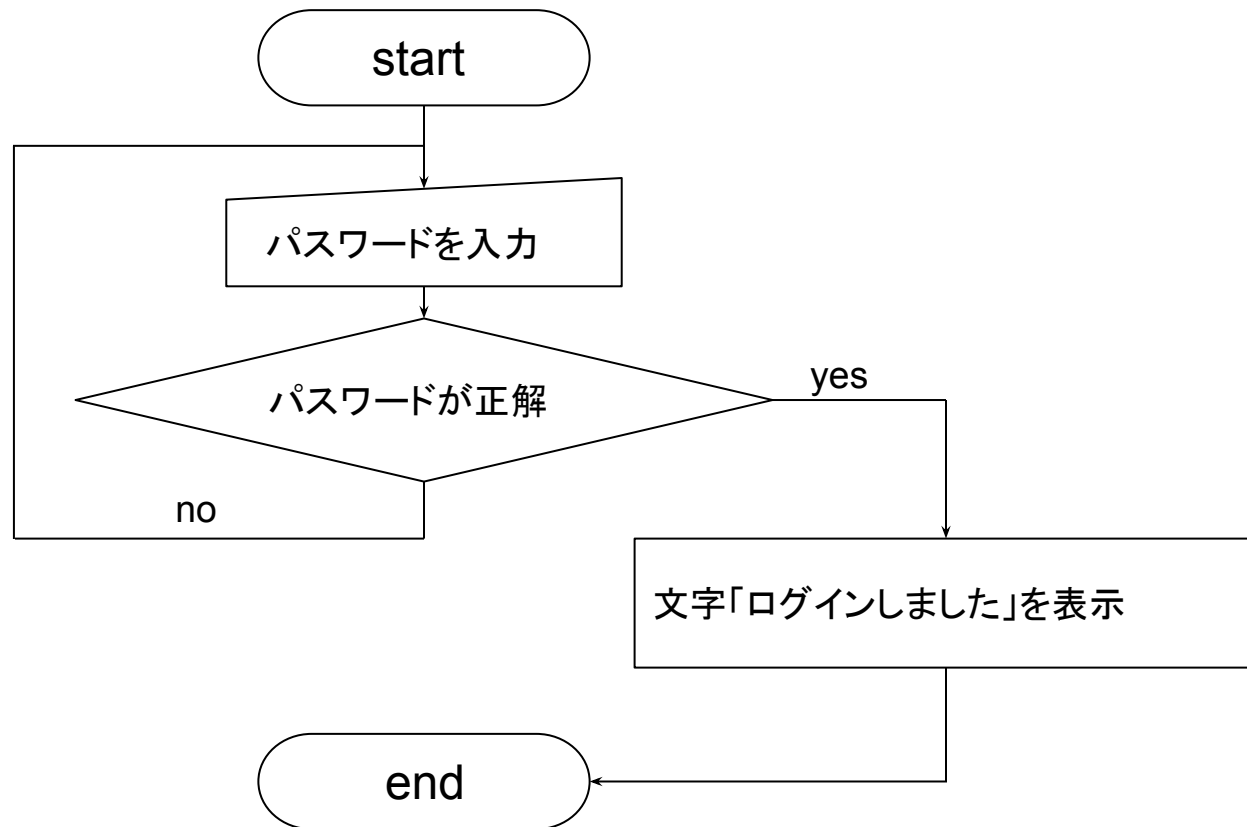 start
パスワードを入力
パスワードが正解
yes
no
文字「ログインしました」を表示
end